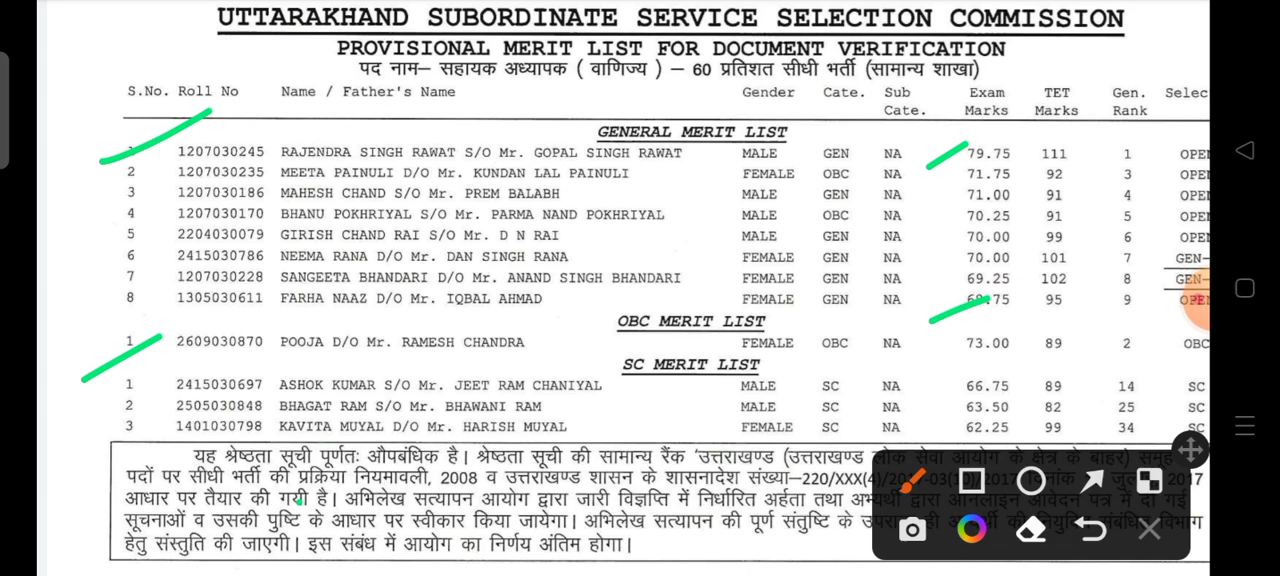 UTTARAKHAND SUBORDINATE SERVICE SELECTION COMMISSION
PROVISIONAL MERIT LIST FOR DOCUMENT VERIFICATION
पद नाम– सहायक अध्यापक ( वाणिज्य ) – 60 प्रतिशत सीधी भर्ती (सामान्य शाखा)
S.No. Roll No Name / Father's Name Gender Cate. Sub Cate. Exam Marks TET Marks Gen. Rank Selec
GENERAL MERIT LIST
1207030245 RAJENDRA SINGH RAWAT S/O Mr. GOPAL SINGH RAWAT MALE GEN NA 79.75 111 1 OPE
2 1207030235 MEETA PAINULI D/O Mr. KUNDAN LAL PAINULI FEMALE OBC NA 71.75 92 3 OPE
3 1207030186 MAHESH CHAND S/O Mr. PREM BALABH MALE GEN NA 71.00 91 4 OPE
4 1207030170 BHANU POKHRIYAL S/O Mr. PARMA NAND POKHRIYAL MALE OBC NA 70.25 91 5 OPE
5 2204030079 GIRISH CHAND RAI S/O Mr. D N RAI MALE GEN NA 70.00 99 6 OPE
6 2415030786 NEEMA RANA D/O Mr. DAN SINGH RANA FEMALE GEN NA 70.00 101 7 GEN-
7 1207030228 SANGEETA BHANDARI D/O Mr. ANAND SINGH BHANDARI FEMALE GEN NA 69.25 102 8 GEN-
8 1305030611 FARHA NAAZ D/O Mr. IQBAL AHMAD FEMALE GEN NA 95 9 OPE
OBC MERIT LIST
1 2609030870 POOJA D/O Mr. RAMESH CHANDRA FEMALE OBC NA 73.00 89 2 OBC
SC MERIT LIST
1 2415030697 ASHOK KUMAR S/O Mr. JEET RAM CHANIYAL MALE SC NA 66.75 89 14 SC
2 2505030848 BHAGAT RAM S/O Mr. BHAWANI RAM MALE SC NA 63.50 82 25 SC
3 1401030798 KAVITA MUYAL D/O Mr. HARISH MUYAL FEMALE SC NA 62.25 99 34 SC
यह श्रेष्ठता सूची पूर्णतः औपबंधिक है। श्रेष्ठता सूची की सामान्य रैंक 'उत्तराखण्ड (उत्तराखण्ड लोक सेवा आयोग के क्षेत्र के बाहर) समूह
पदों पर सीधी भर्ती की प्रक्रिया नियमावली, 2008 व उत्तराखण्ड शासन के शासनादेश संख्या–220/XXX(4)/ 2017
आधार पर तैयार की गयी है। अभिलेख सत्यापन आयोग द्वारा जारी विज्ञप्ति में निर्धारित अर्हता तथा अभ्यर्थी द्वारा ऑनलाइन आवेदन पत्र में दी गई
सूचनाओं व उसकी पुष्टि के आधार पर स्वीकार किया जायेगा। अभिलेख सत्यापन की पूर्ण संतुष्टि के विभाग
हेतु संस्तुति की जाएगी। इस संबंध में आयोग का निर्णय अंतिम होगा।